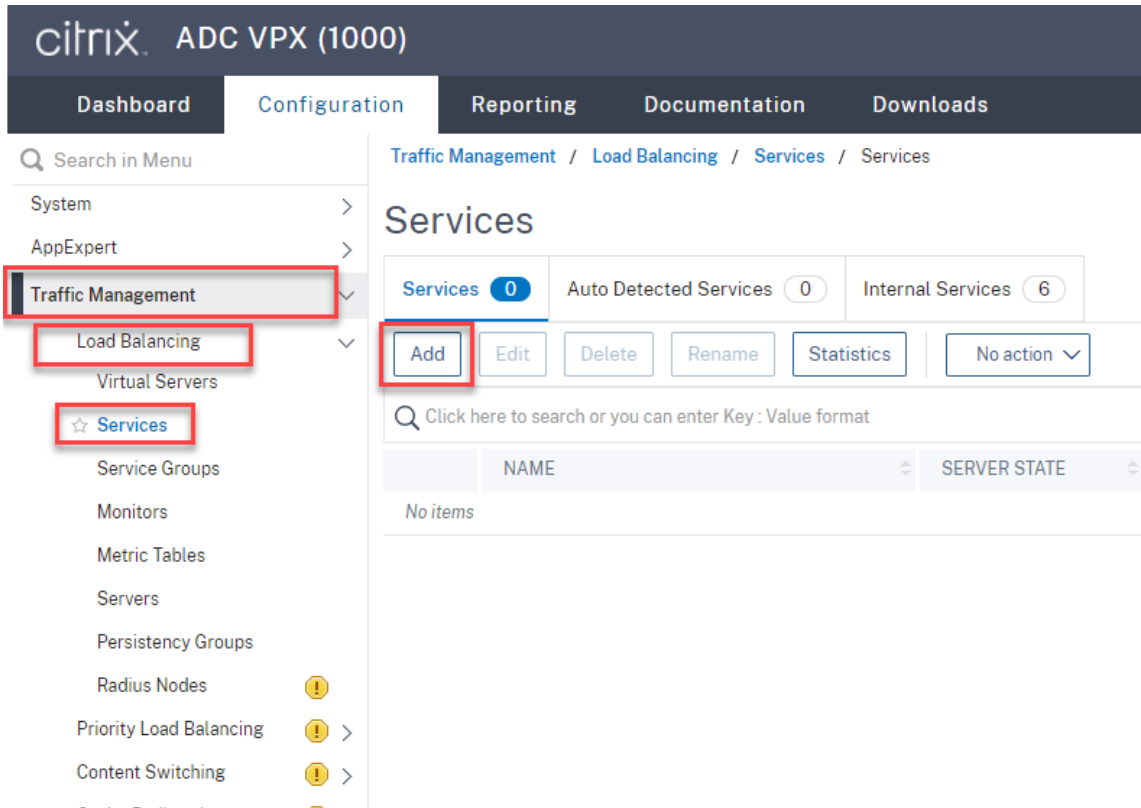 citrix. ADC VPX (1000)
Dashboard Configuration Reporting Documentation Downloads
Search in Menu
System
AppExpert
Traffic Management
Load Balancing
Virtual Servers
Services
Service Groups
Monitors
Metric Tables
Servers
Persistency Groups
Radius Nodes
Priority Load Balancing
Content Switching
Traffic Management / Load Balancing / Services / Services
Services
Services 0 Auto Detected Services 0 Internal Services 6
Add Edit Delete Rename Statistics No action
Click here to search or you can enter Key : Value format
NAME SERVER STATE
No items